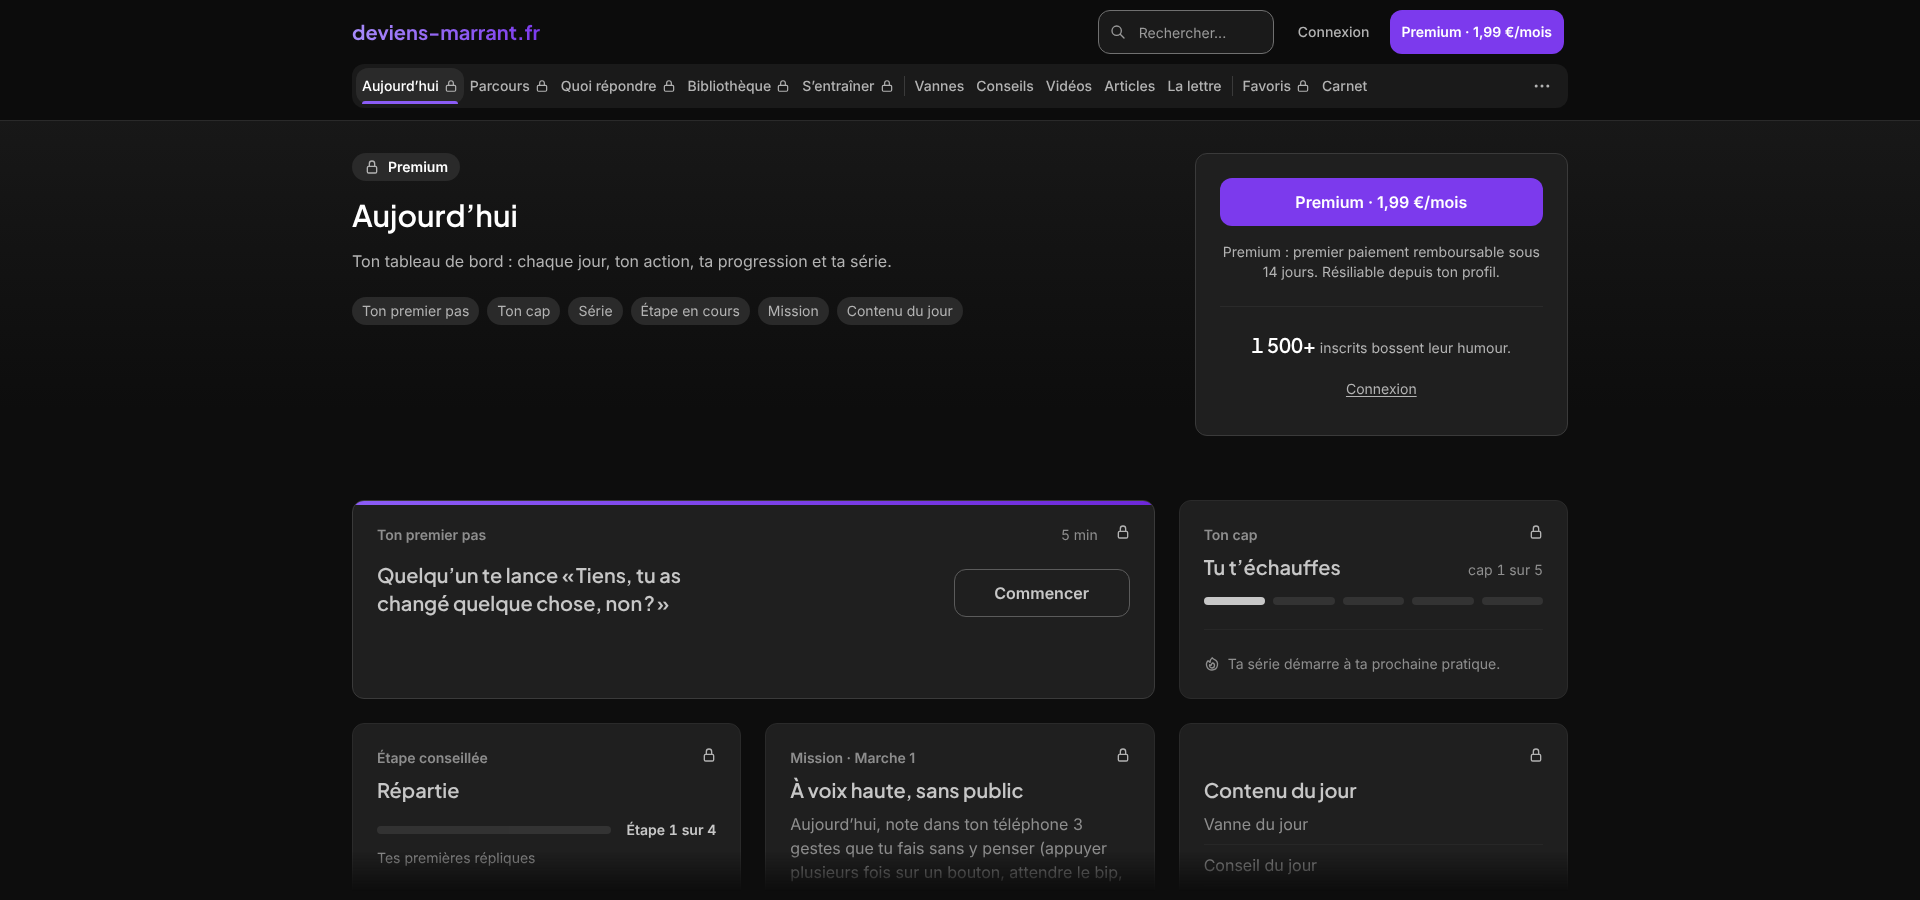 deviens-marrant.fr
Rechercher...
Connexion
Premium · 1,99 €/mois
Aujourd’hui
Parcours
Quoi répondre
Bibliothèque
S’entraîner
Vannes
Conseils
Vidéos
Articles
La lettre
Favoris
Carnet
Premium
Aujourd’hui
Ton tableau de bord : chaque jour, ton action, ta progression et ta série.
Ton premier pas
Ton cap
Série
Étape en cours
Mission
Contenu du jour
Premium · 1,99 €/mois
Premium : premier paiement remboursable sous
14 jours. Résiliable depuis ton profil.
1 500+ inscrits bossent leur humour.
Connexion
Ton premier pas
5 min
Quelqu’un te lance « Tiens, tu as
changé quelque chose, non ? »
Commencer
Ton cap
Tu t’échauffes
cap 1 sur 5
Ta série démarre à ta prochaine pratique.
Étape conseillée
Répartie
Étape 1 sur 4
Tes premières répliques
Mission · Marche 1
À voix haute, sans public
Aujourd’hui, note dans ton téléphone 3
gestes que tu fais sans y penser (appuyer
plusieurs fois sur un bouton, attendre le bip,
Contenu du jour
Vanne du jour
Conseil du jour